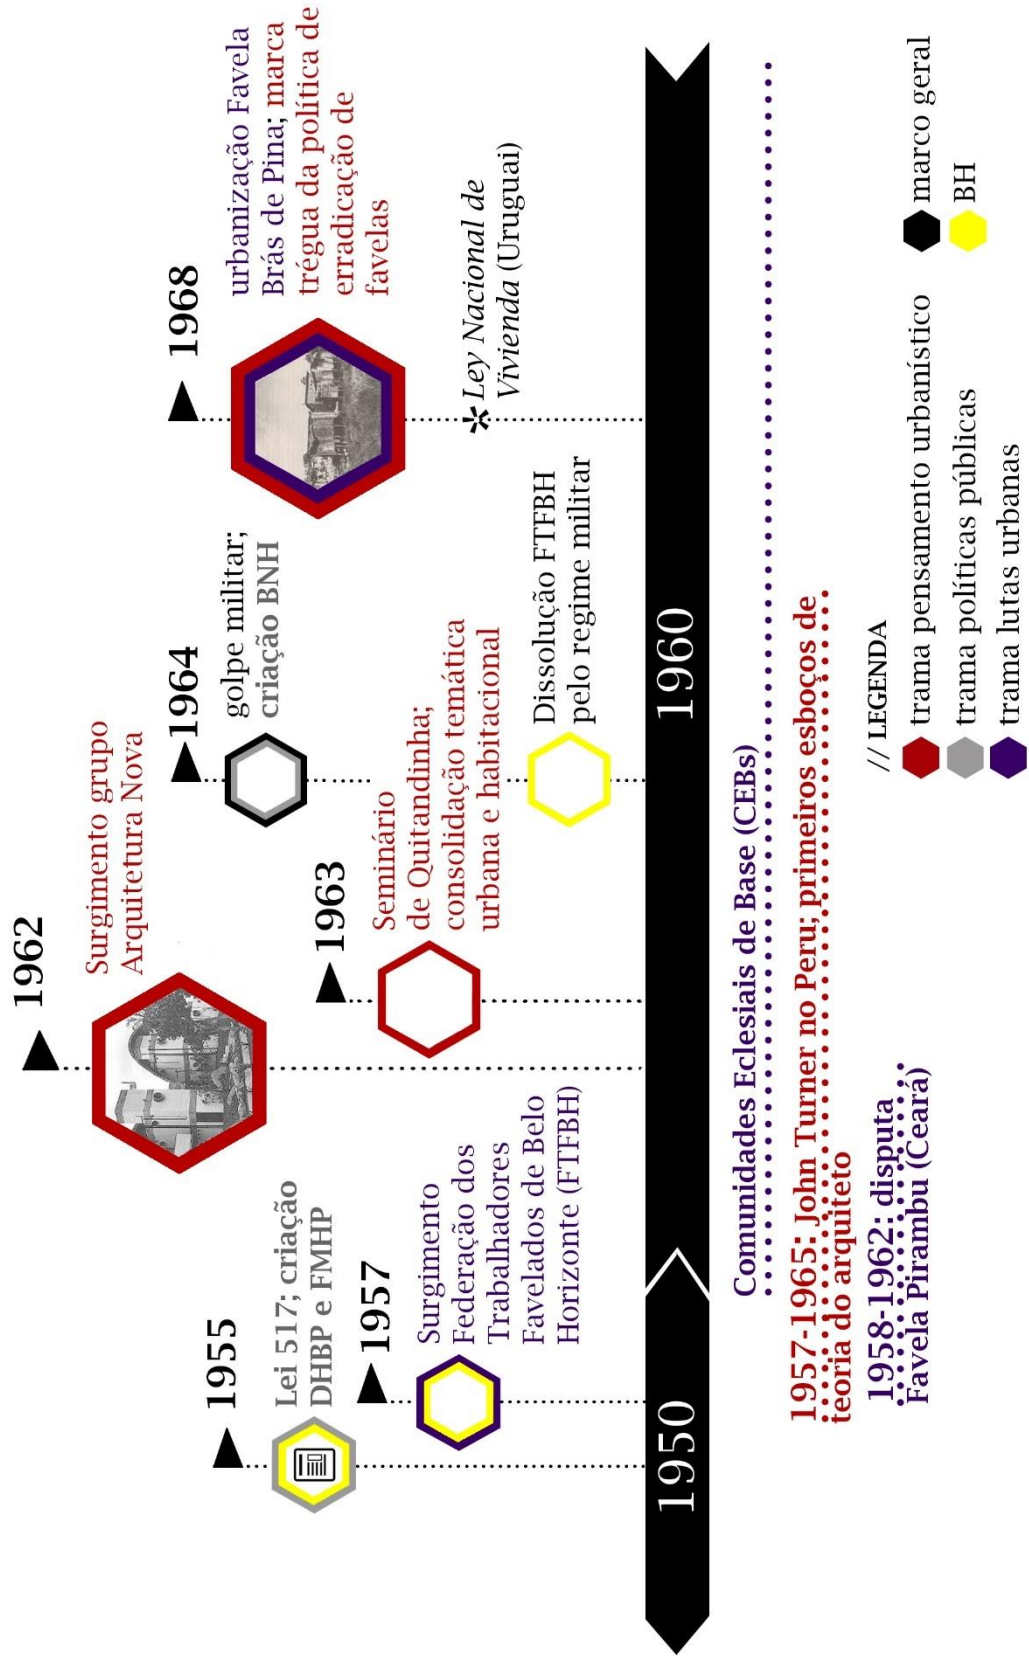 1962
Surgimento grupo
Arquitetura Nova
1955
Lei 517; criação
DHBP e FMHP
1957
Surgimento
Federação dos
Trabalhadores
Favelados de Belo
Horizonte (FTFBH)
1963
Seminário
de Quitandinha;
consolidação temática
urbana e habitacional
1964
golpe militar;
criação BNH
Dissolução FTFBH
pelo regime militar
1968
urbanização Favela
Brás de Pina; marca
trégua da política de
erradicação de
favelas
*Ley Nacional de
Vivienda (Uruguai)
1950
1960
Comunidades Eclesiais de Base (CEBs)
1957-1965: John Turner no Peru; primeiros esboços de
teoria do arquiteto
1958-1962: disputa
Favela Pirambu (Ceará)
// LEGENDA
trama pensamento urbanístico
trama políticas públicas
trama lutas urbanas
marco geral
BH